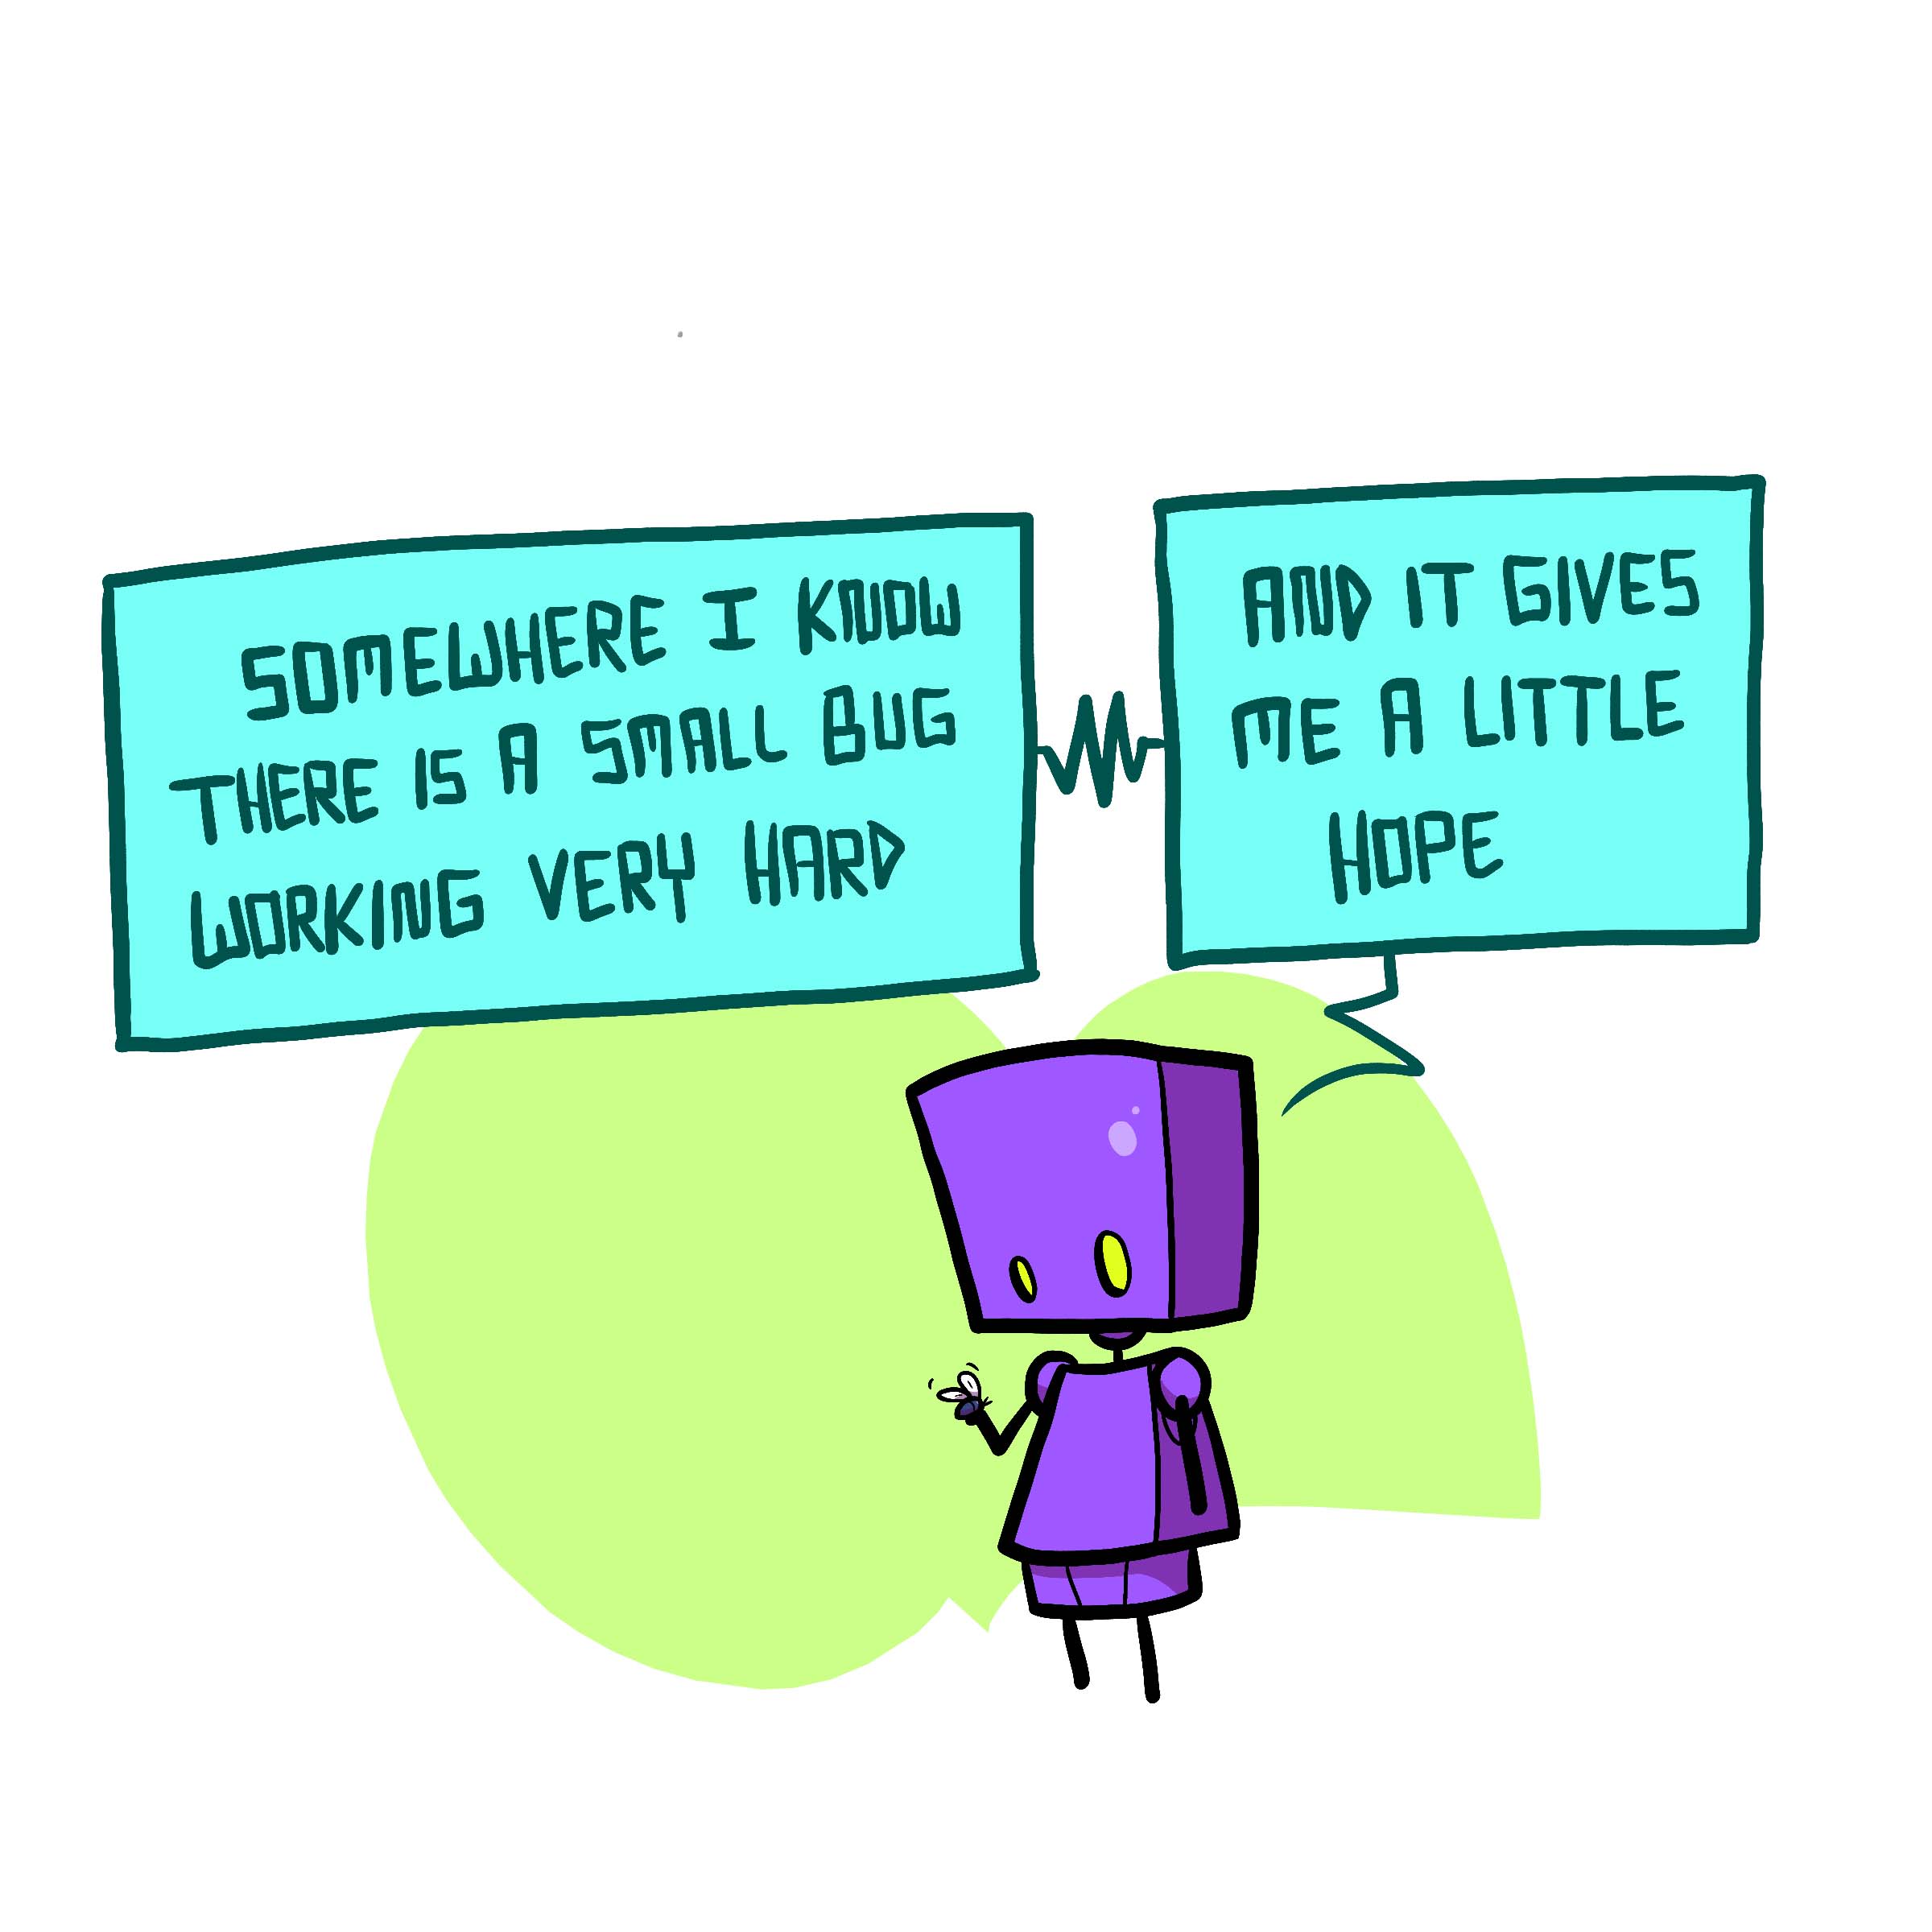 SOMEWHERE I KNOW
THERE IS A SMALL BUG
WORKING VERY HARD
AND IT GIVES
ME A LITTLE
HOPE